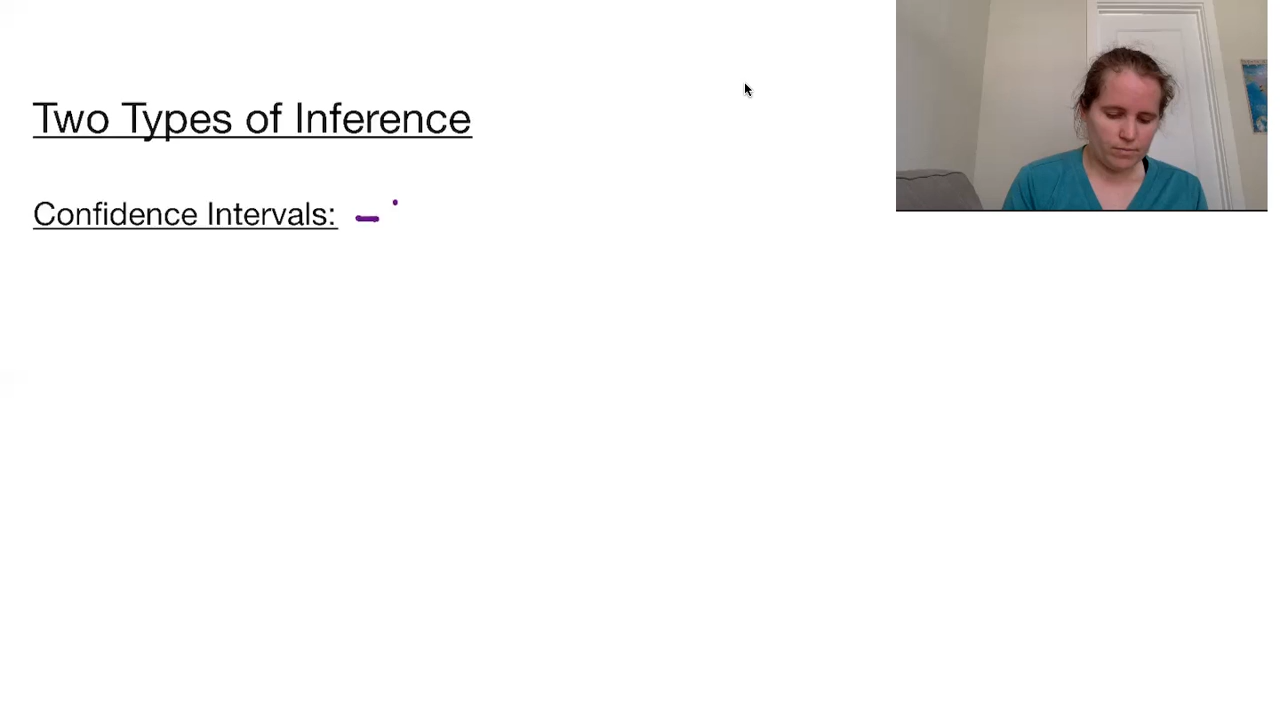 Two Types of Inference
Confidence Intervals: -